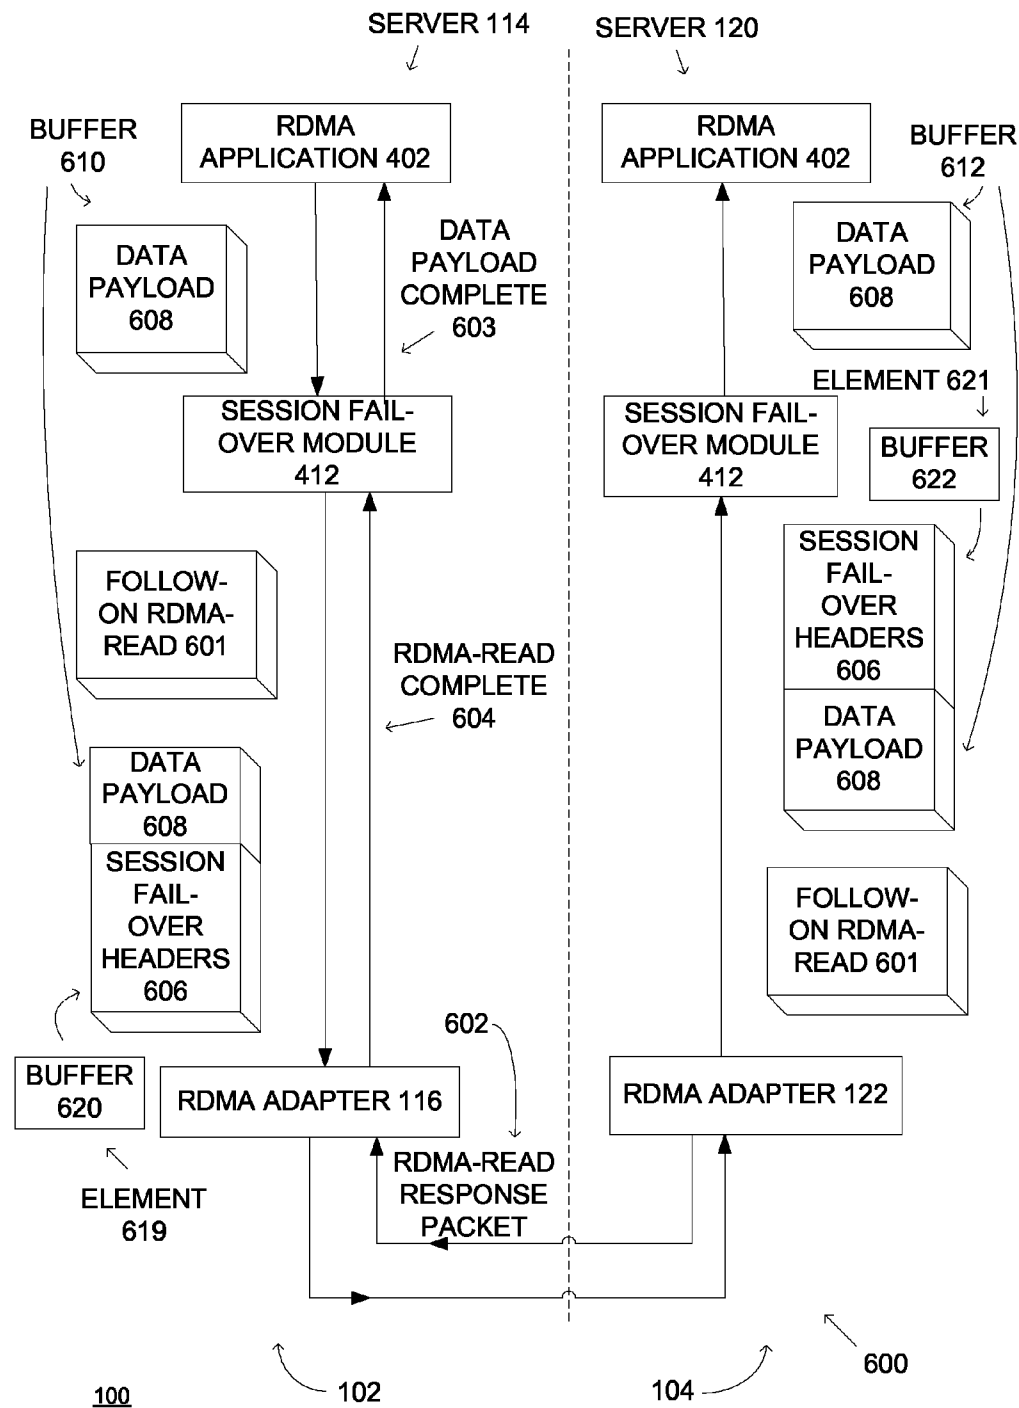 SERVER 114
SERVER 120
BUFFER
610
RDMA
APPLICATION 402
RDMA
APPLICATION 402
BUFFER
612
DATA
PAYLOAD
608
DATA
PAYLOAD
COMPLETE
603
DATA
PAYLOAD
608
ELEMENT 621
SESSION FAIL-
OVER MODULE
412
SESSION FAIL-
OVER MODULE
412
BUFFER
622
FOLLOW-
ON RDMA-
READ 601
RDMA-READ
COMPLETE
604
SESSION
FAIL-
OVER
HEADERS
606
DATA
PAYLOAD
608
DATA
PAYLOAD
608
SESSION
FAIL-
OVER
HEADERS
606
FOLLOW-
ON RDMA-
READ 601
602
BUFFER
620
RDMA ADAPTER 116
RDMA ADAPTER 122
RDMA-READ
RESPONSE
PACKET
ELEMENT
619
600
100
102
104